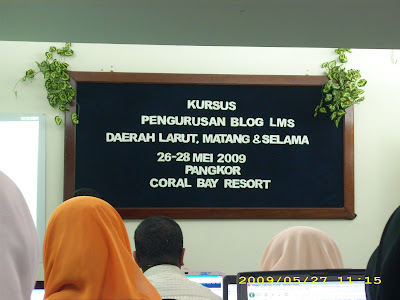 KURSUS
PENGURUSAN BLOG LMS
DAERAH LARUT, MATANG & SELAMA
26-28 MEI 2009
PANGKOR
CORAL BAY RESORT
2009/05/27 11:15